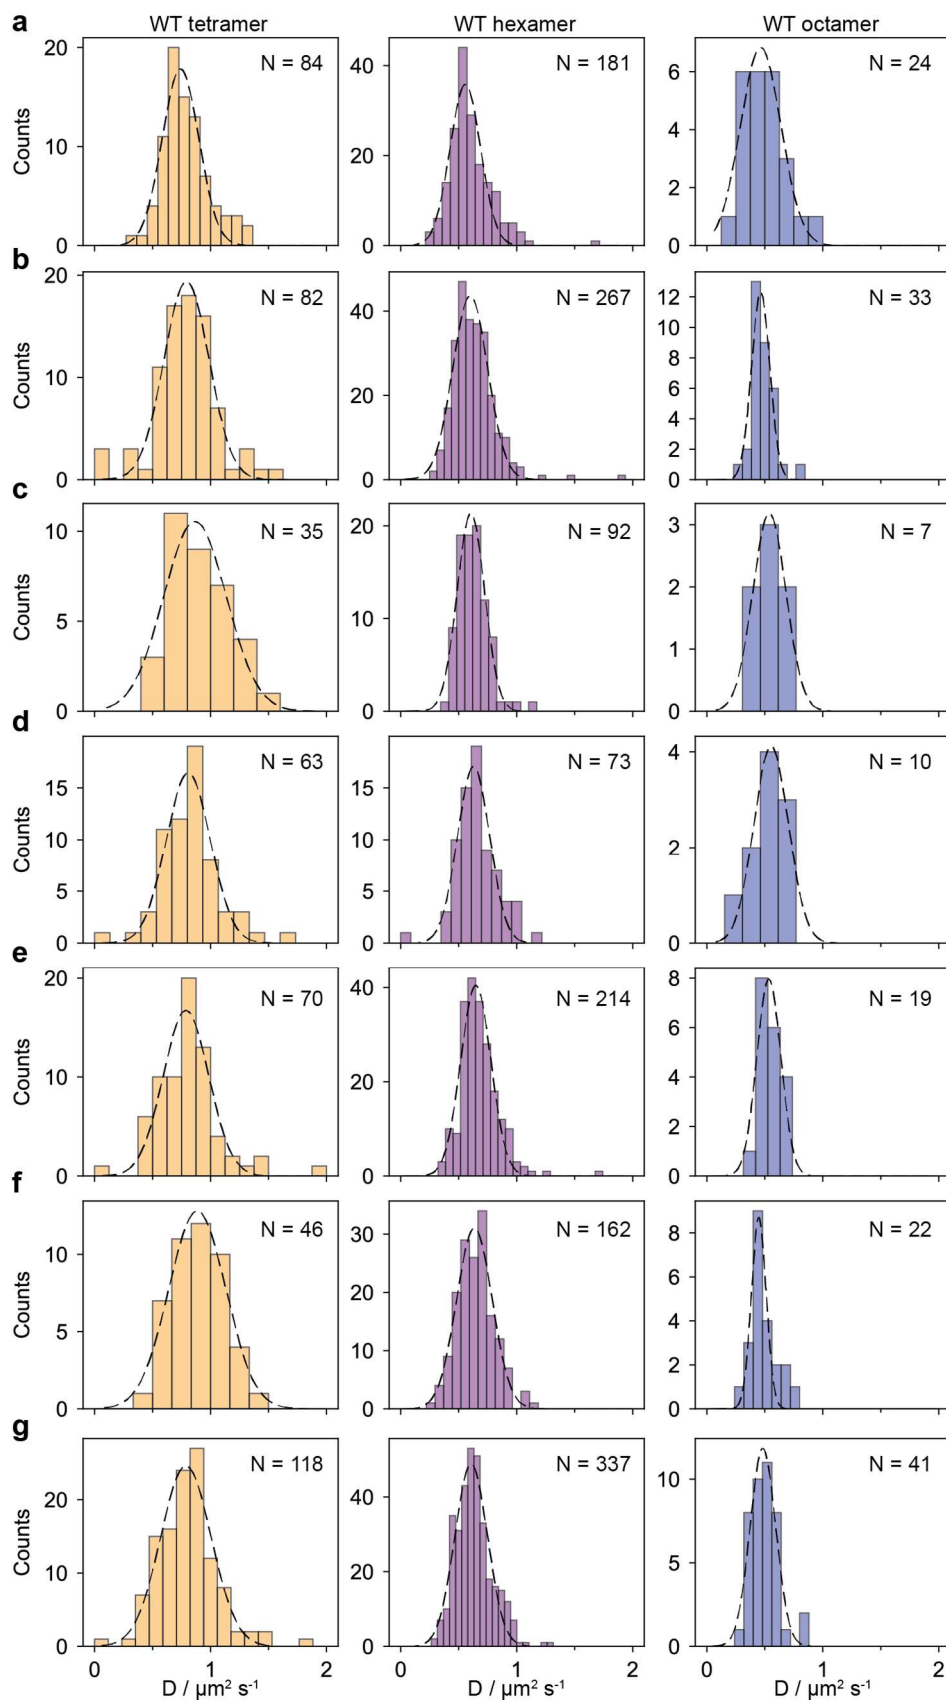 a WT tetramer WT hexamer WT octamer
20 N = 84 40 N = 181 6 N = 24
10 20 4
2
0 0 0
Counts
b
20 N = 82 N = 267 12 N = 33
40 10
10 20 8
6
4
2
0 0 0
Counts
c
10 N = 35 20 N = 92 3 N = 7
5 10 2
1
0 0 0
Counts
d
N = 63 N = 73 4 N = 10
15 15
10 10 2
5 5
0 0 0
Counts
e
20 N = 70 40 N = 214 8 N = 19
6
10 20 4
2
0 0 0
Counts
f
N = 46 30 N = 162 8 N = 22
10 20 6
5 10 4
2
0 0 0
Counts
g
N = 118 N = 337 N = 41
20 40 10
10 20 5
0 0 0
Counts
0 1 2 0 1 2 0 1 2
D / μm² s⁻¹ D / μm² s⁻¹ D / μm² s⁻¹